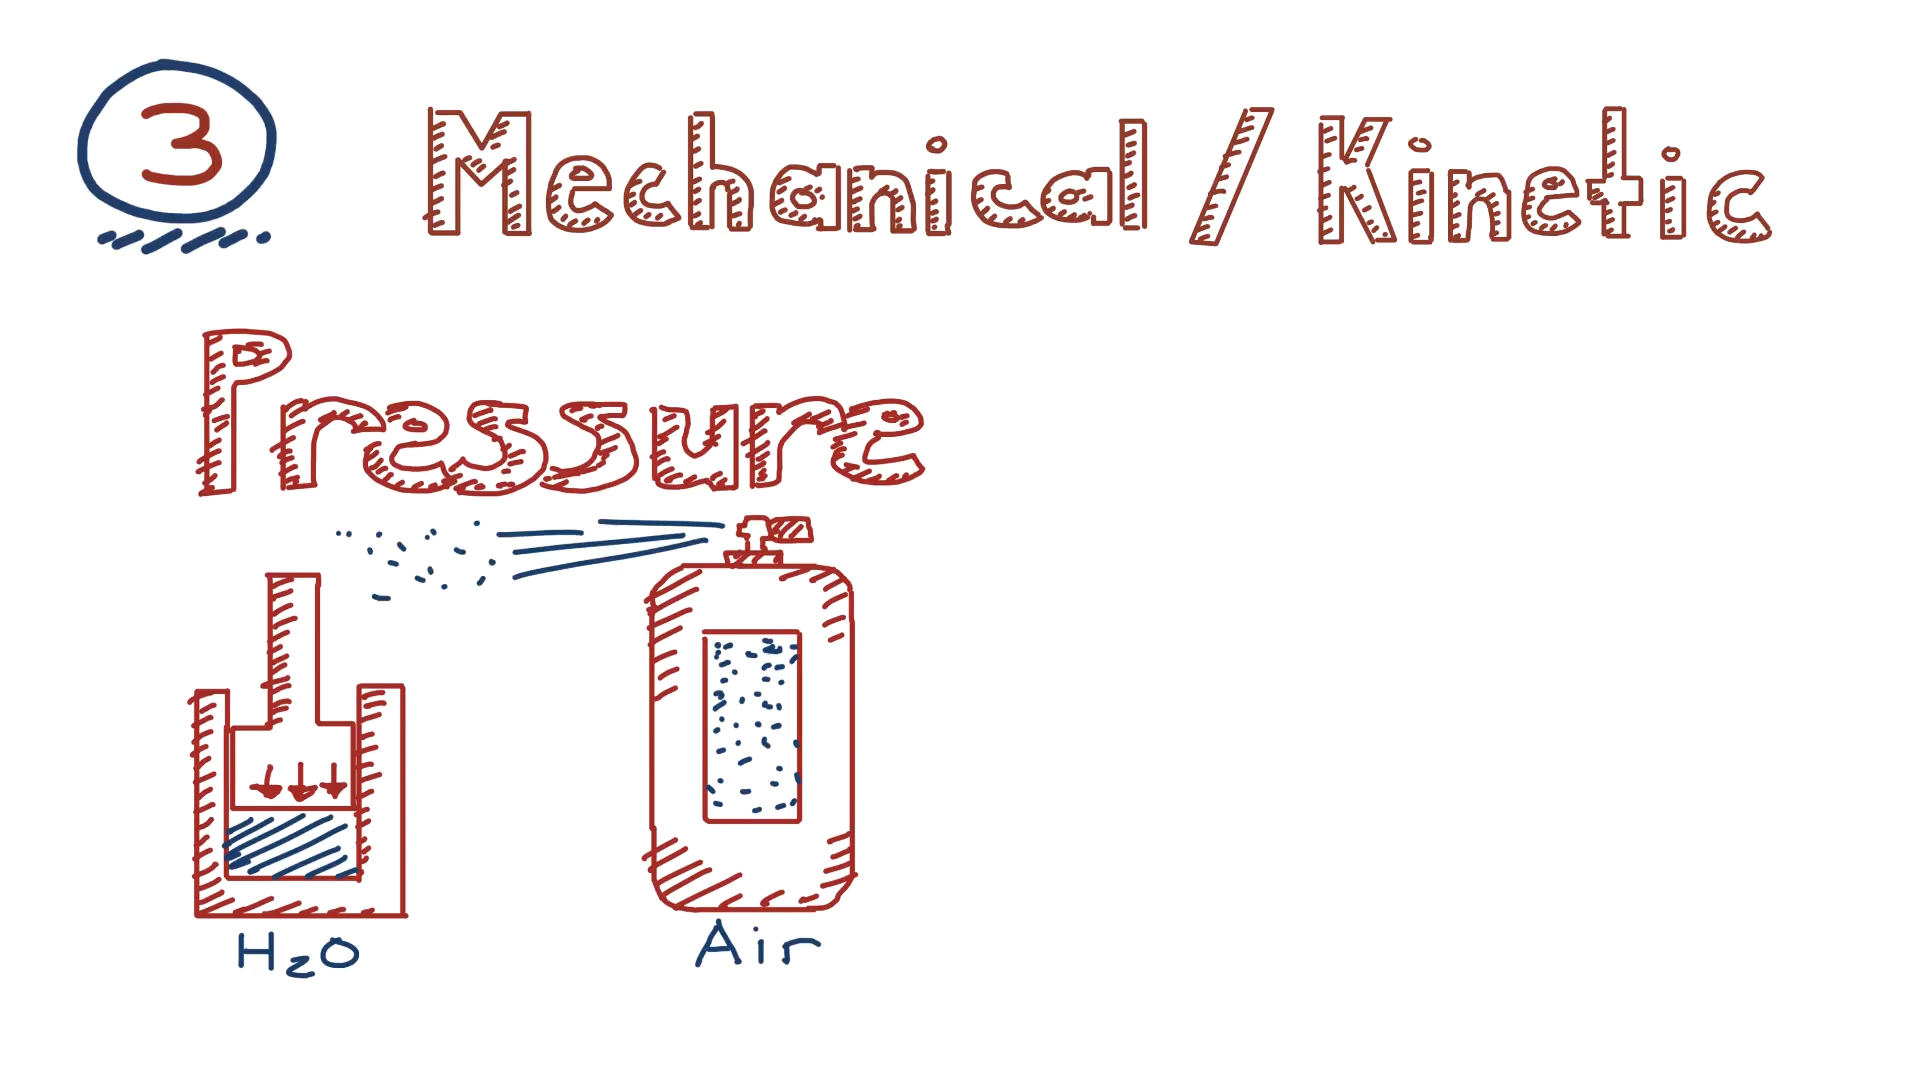 3 Mechanical / Kinetic
Pressure
H₂O
Air